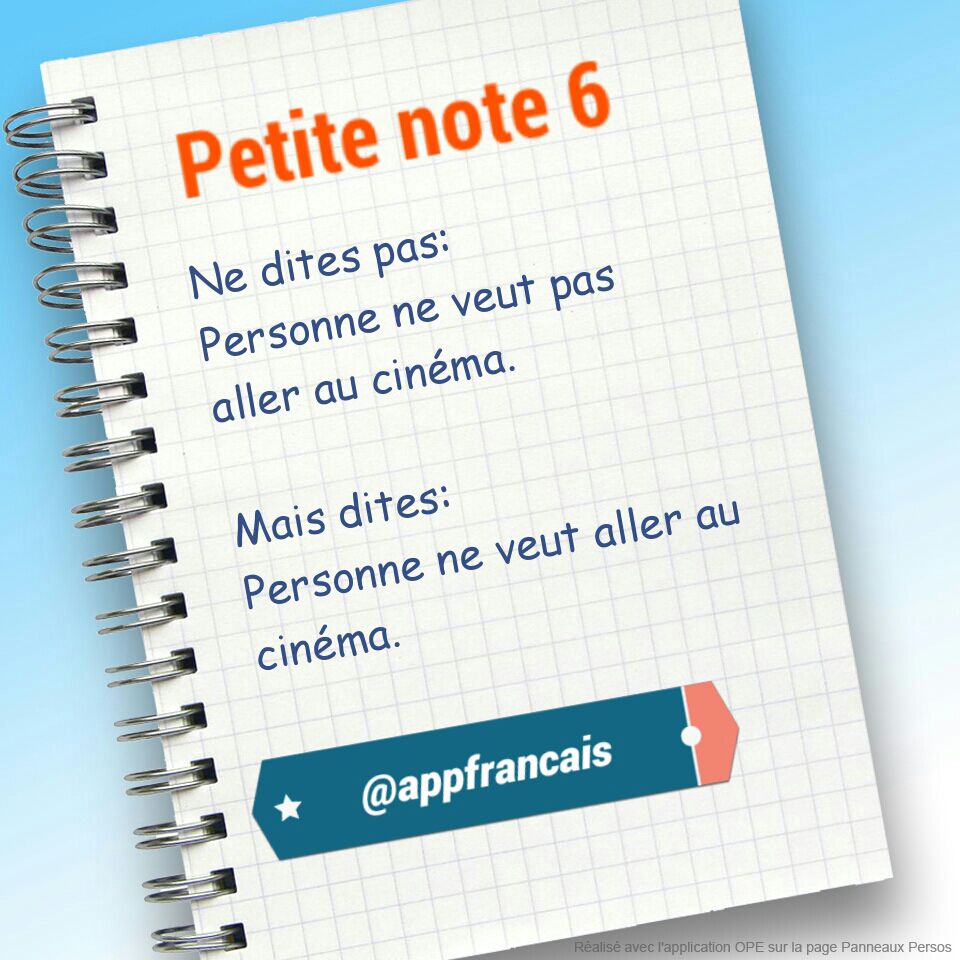 Petite note 6
Ne dites pas:
Personne ne veut pas
aller au cinéma.
Mais dites:
Personne ne veut aller au
cinéma.
@appfrancais
Réalisé avec l'application OPE sur la page Panneaux Persos